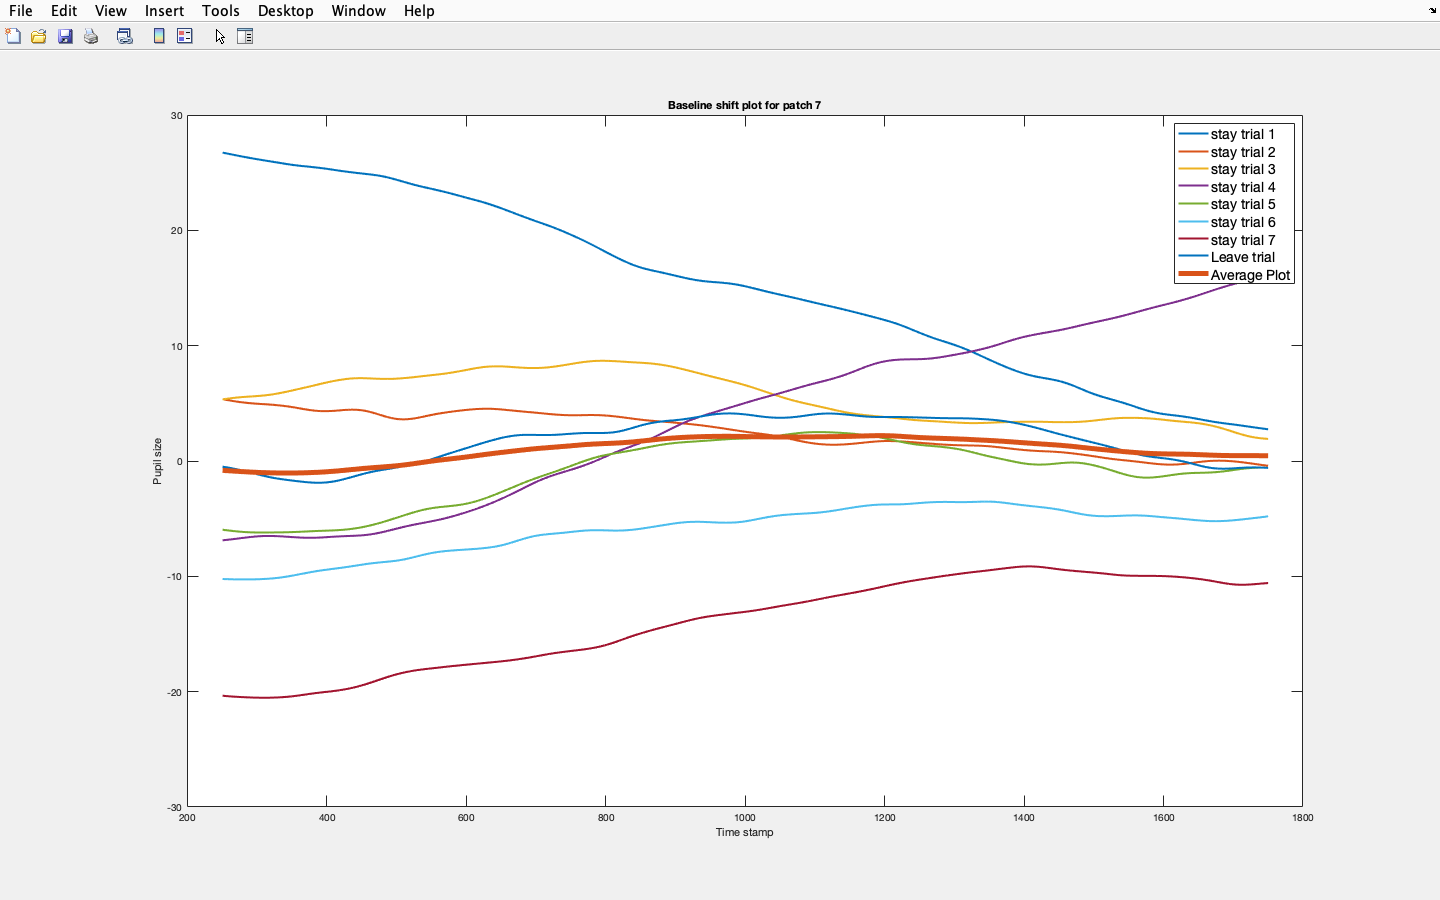 File Edit View Insert Tools Desktop Window Help
Baseline shift plot for patch 7
30
20
10
0
-10
-20
-30
Pupil size
stay trial 1
stay trial 2
stay trial 3
stay trial 4
stay trial 5
stay trial 6
stay trial 7
Leave trial
Average Plot
200 400 600 800 1000 1200 1400 1600 1800
Time stamp